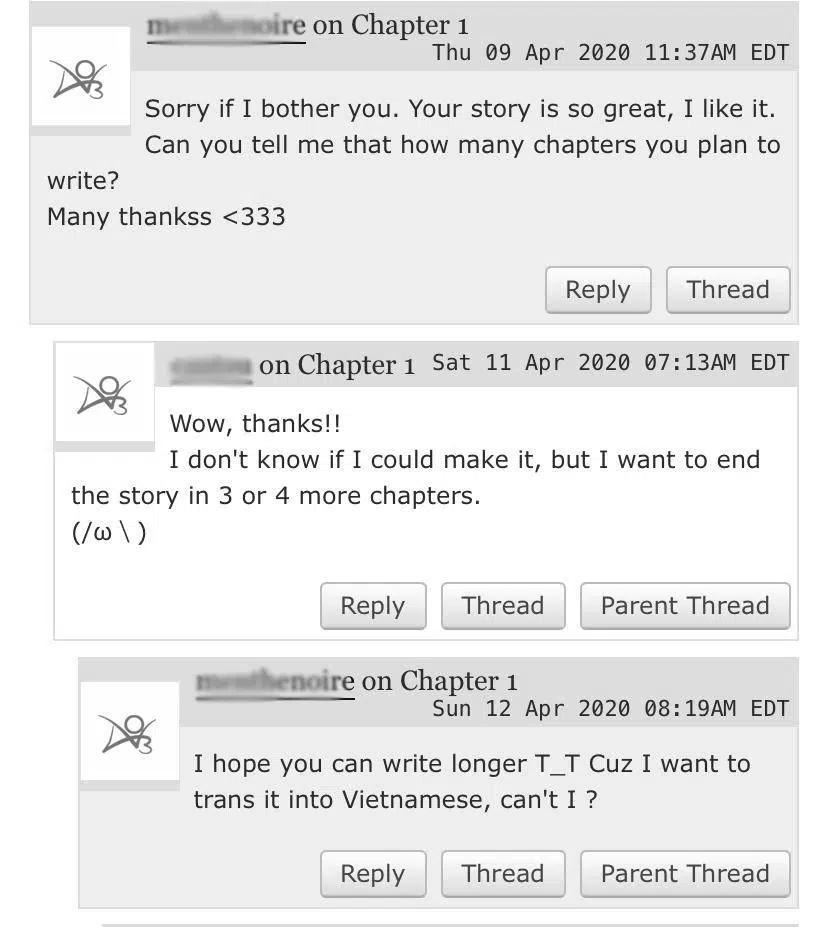 on Chapter 1
Thu 09 Apr 2020 11:37AM EDT
Sorry if I bother you. Your story is so great, I like it.
Can you tell me that how many chapters you plan to
write?
Many thankss <333
Reply Thread
on Chapter 1 Sat 11 Apr 2020 07:13AM EDT
Wow, thanks!!
I don't know if I could make it, but I want to end
the story in 3 or 4 more chapters.
(/ω\)
Reply Thread Parent Thread
on Chapter 1
Sun 12 Apr 2020 08:19AM EDT
I hope you can write longer T_T Cuz I want to
trans it into Vietnamese, can't I ?
Reply Thread Parent Thread